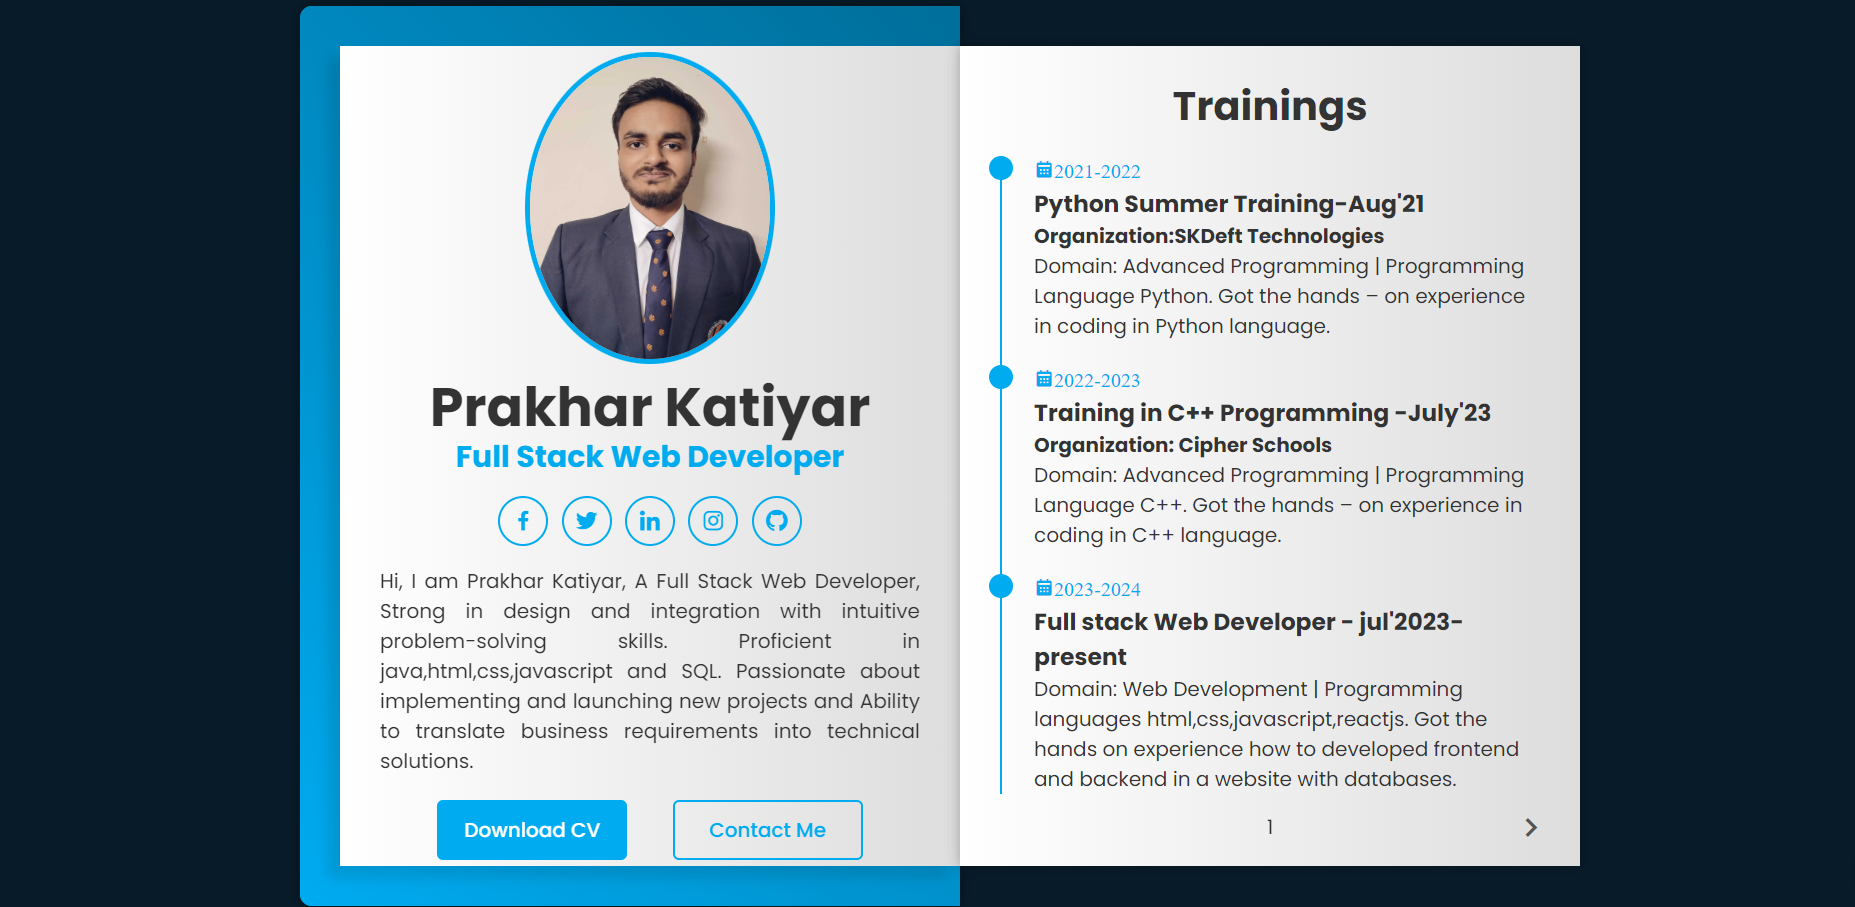 Prakhar Katiyar
Full Stack Web Developer
Hi, I am Prakhar Katiyar, A Full Stack Web Developer,
Strong in design and integration with intuitive
problem-solving skills. Proficient in
java,html,css,javascript and SQL. Passionate about
implementing and launching new projects and Ability
to translate business requirements into technical
solutions.
Download CV
Contact Me
Trainings
2021-2022
Python Summer Training-Aug'21
Organization:SKDeft Technologies
Domain: Advanced Programming | Programming
Language Python. Got the hands – on experience
in coding in Python language.
2022-2023
Training in C++ Programming -July'23
Organization: Cipher Schools
Domain: Advanced Programming | Programming
Language C++. Got the hands – on experience in
coding in C++ language.
2023-2024
Full stack Web Developer - jul'2023-
present
Domain: Web Development | Programming
languages html,css,javascript,reactjs. Got the
hands on experience how to developed frontend
and backend in a website with databases.
1